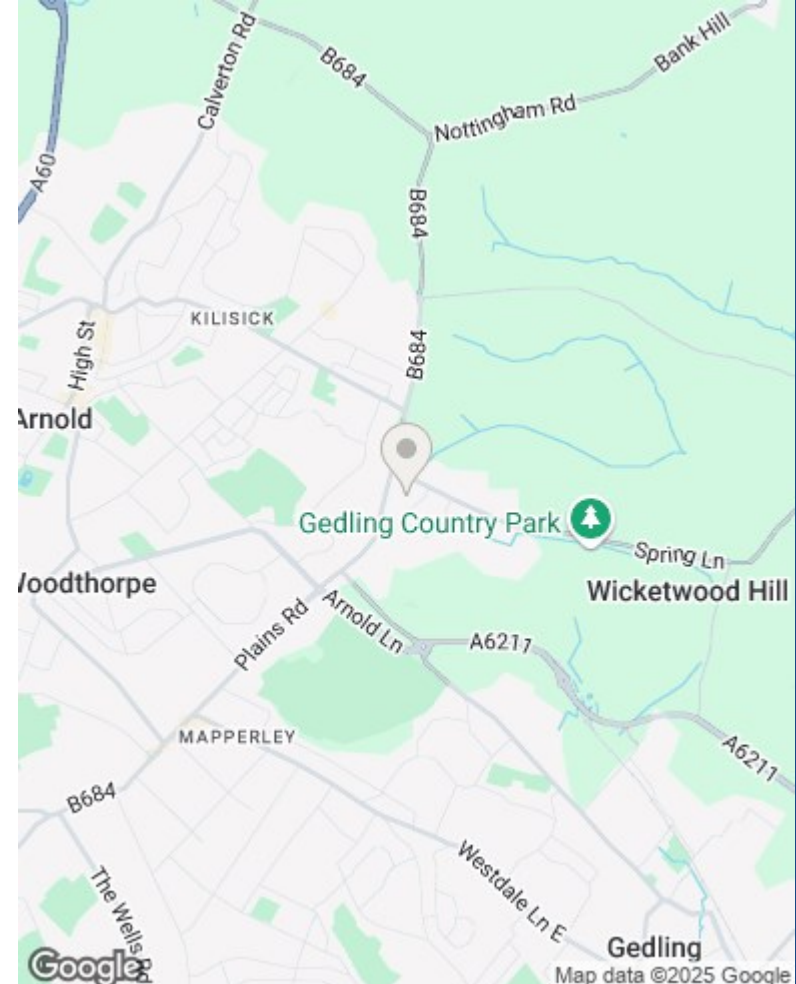 Calverton Rd
B684
Bank Hill
Nottingham Rd
A60
B684
KILISICK
High St
B684
Arnold
Gedling Country Park
Spring Ln
Woodthorpe
Wicketwood Hill
Arnold Ln
Plains Rd
A6211
MAPPERLEY
A6211
B684
Westdale Ln E
The Wells Rd
Gedling
Google
Map data ©2025 Google